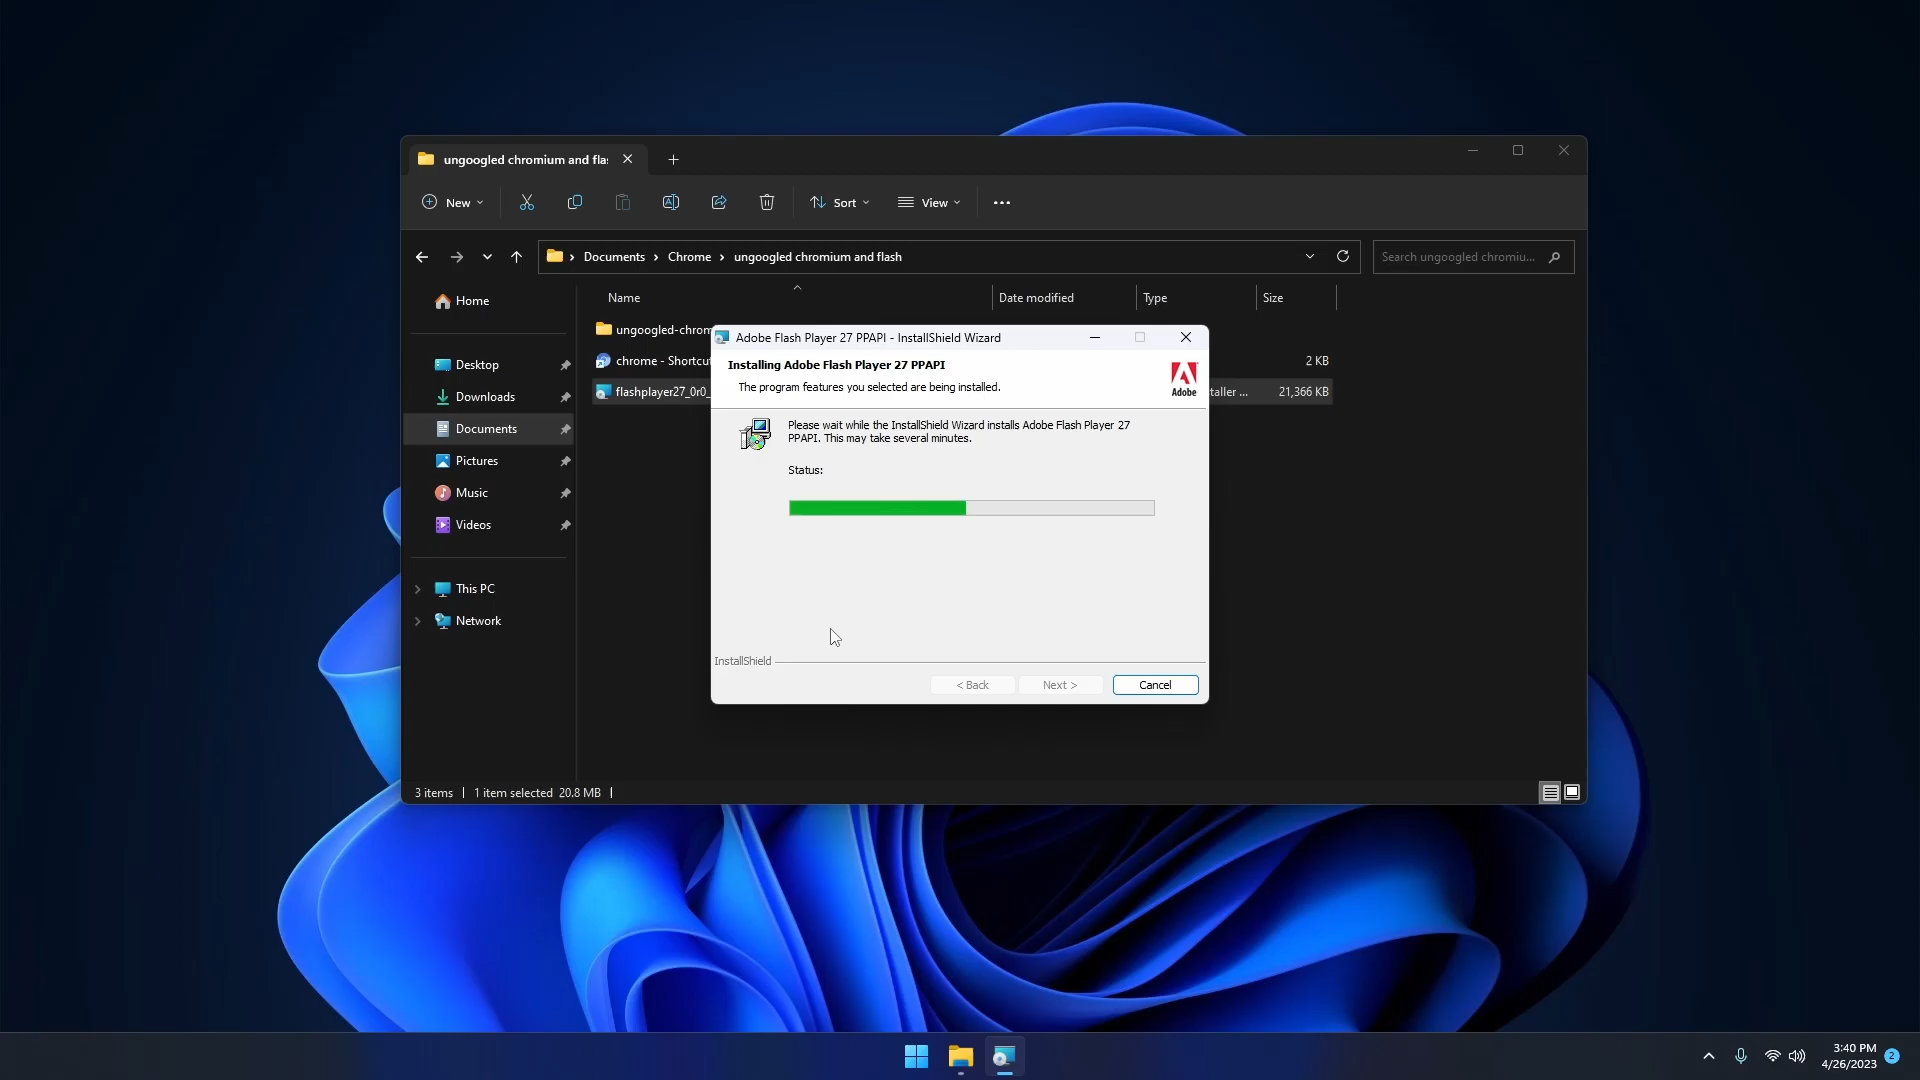 ungoogled chromium and fla
New
Sort
View
Documents
Chrome
ungoogled chromium and flash
Search ungoogled chromiu...
Home
Desktop
Downloads
Documents
Pictures
Music
Videos
This PC
Network
Name
Date modified
Type
Size
ungoogled-chrom
chrome - Shortcut
2 KB
flashplayer27_0r0_
taller ...
21,366 KB
Adobe Flash Player 27 PPAPI - InstallShield Wizard
Installing Adobe Flash Player 27 PPAPI
The program features you selected are being installed.
Adobe
Please wait while the InstallShield Wizard installs Adobe Flash Player 27
PPAPI. This may take several minutes.
Status:
InstallShield
< Back
Next >
Cancel
3 items
1 item selected 20.8 MB
3:40 PM
4/26/2023
2